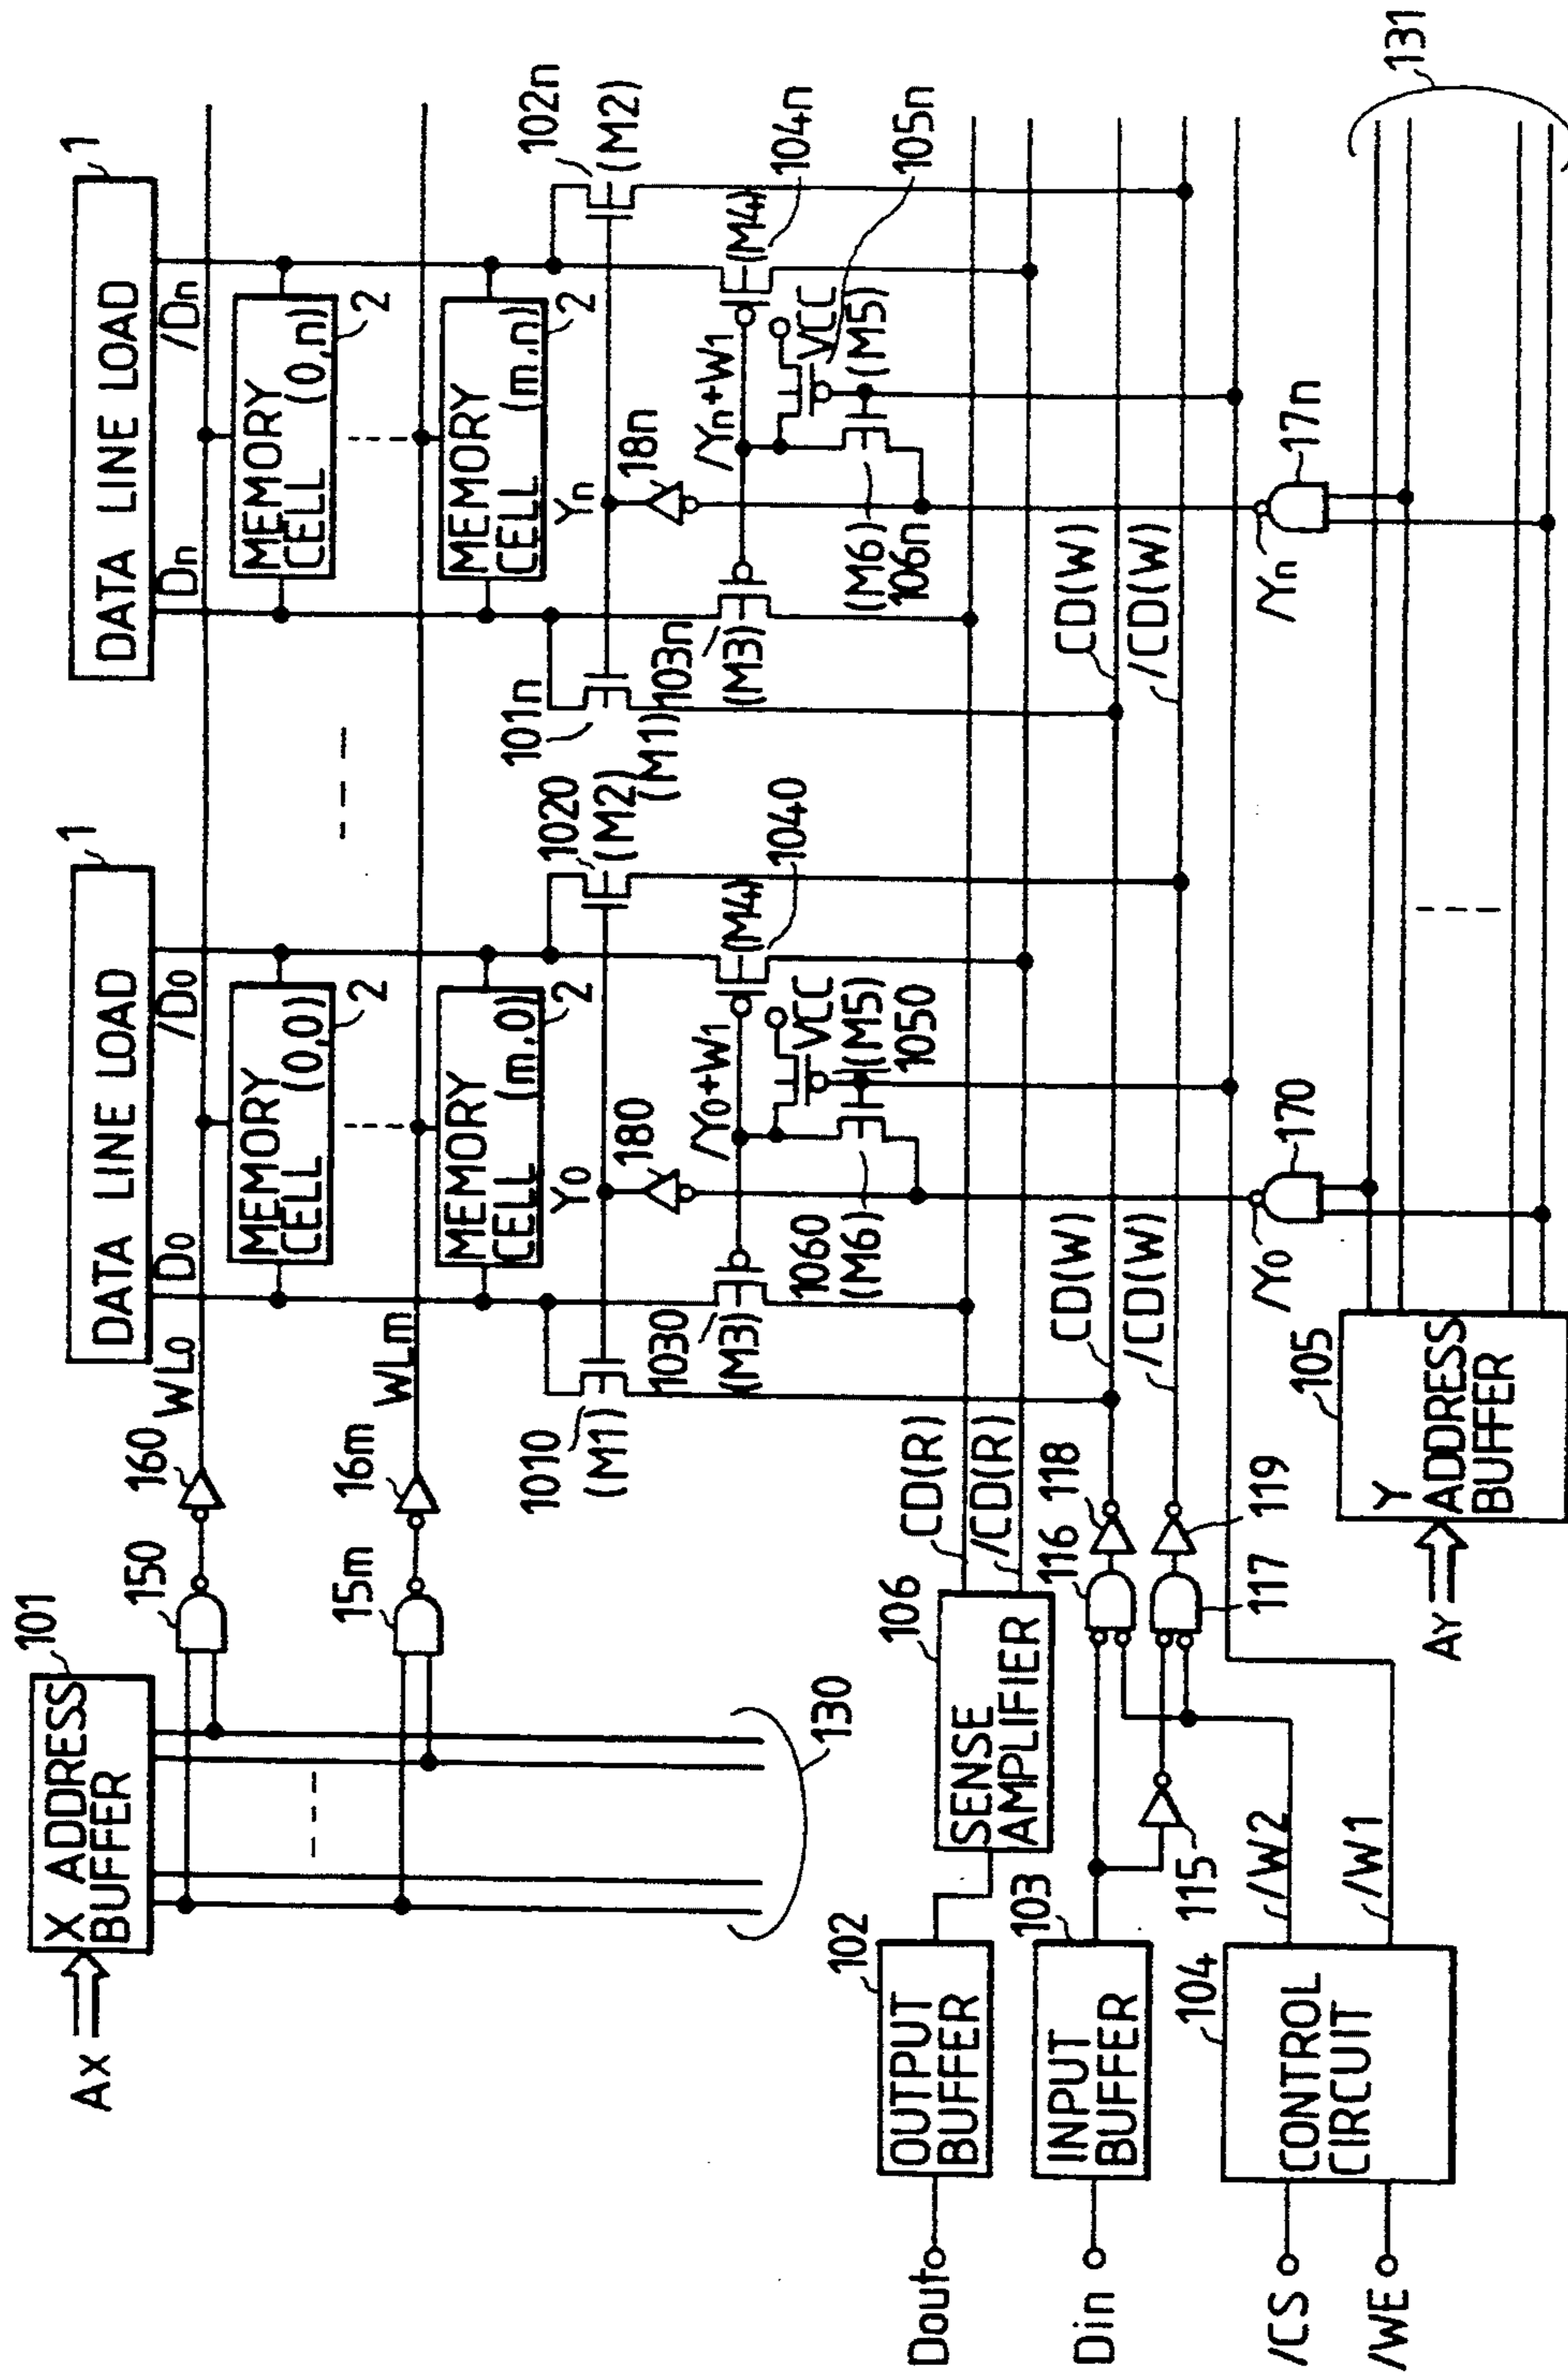 Ax
X ADDRESS
BUFFER
101
130
150
15m
160
16m
WL0
WLm
DATA LINE LOAD
1
D0
/D0
MEMORY
CELL (0,0)
2
MEMORY
CELL (m,0)
2
1010
(M1)
1020
(M2)
Y0
180
1030
(M3)
(M4)
1040
/Y0+W1
VCC
(M5)
1050
1060
(M6)
DATA LINE LOAD
1
Dn
/Dn
MEMORY
CELL (0,n)
2
MEMORY
CELL (m,n)
2
101n
(M1)
102n
(M2)
Yn
18n
103n
(M3)
(M4)
104n
/Yn+W1
VCC
(M5)
105n
(M6)
106n
Dout
OUTPUT
BUFFER
102
SENSE
AMPLIFIER
106
CD(R)
/CD(R)
Din
INPUT
BUFFER
103
115
116
118
117
119
CD(W)
/CD(W)
CD(W)
/CD(W)
/CS
/WE
CONTROL
CIRCUIT
104
/W2
/W1
AY
Y
ADDRESS
BUFFER
105
/Y0
170
/Yn
17n
131